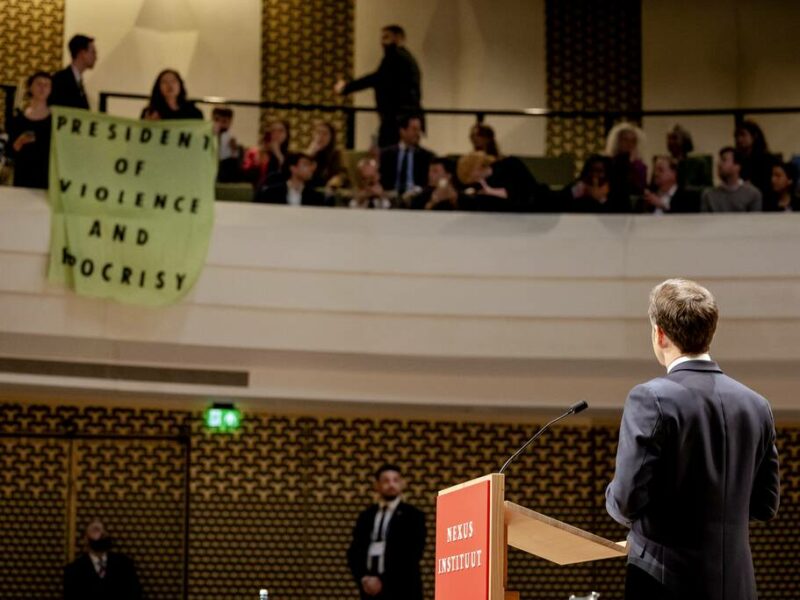 PRESIDENT
OF
VIOLENCE
AND
HYPOCRISY
NEXUS
INSTITUUT